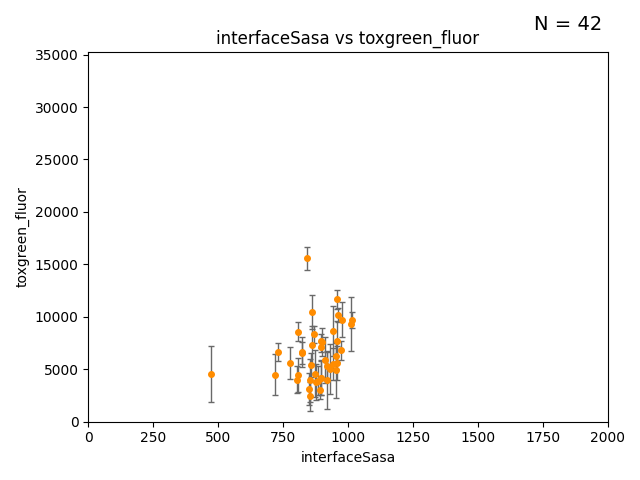 N = 42
interfaceSasa vs toxgreen_fluor
35000
30000
25000
20000
15000
10000
5000
0
toxgreen_fluor
0 250 500 750 1000 1250 1500 1750 2000
interfaceSasa